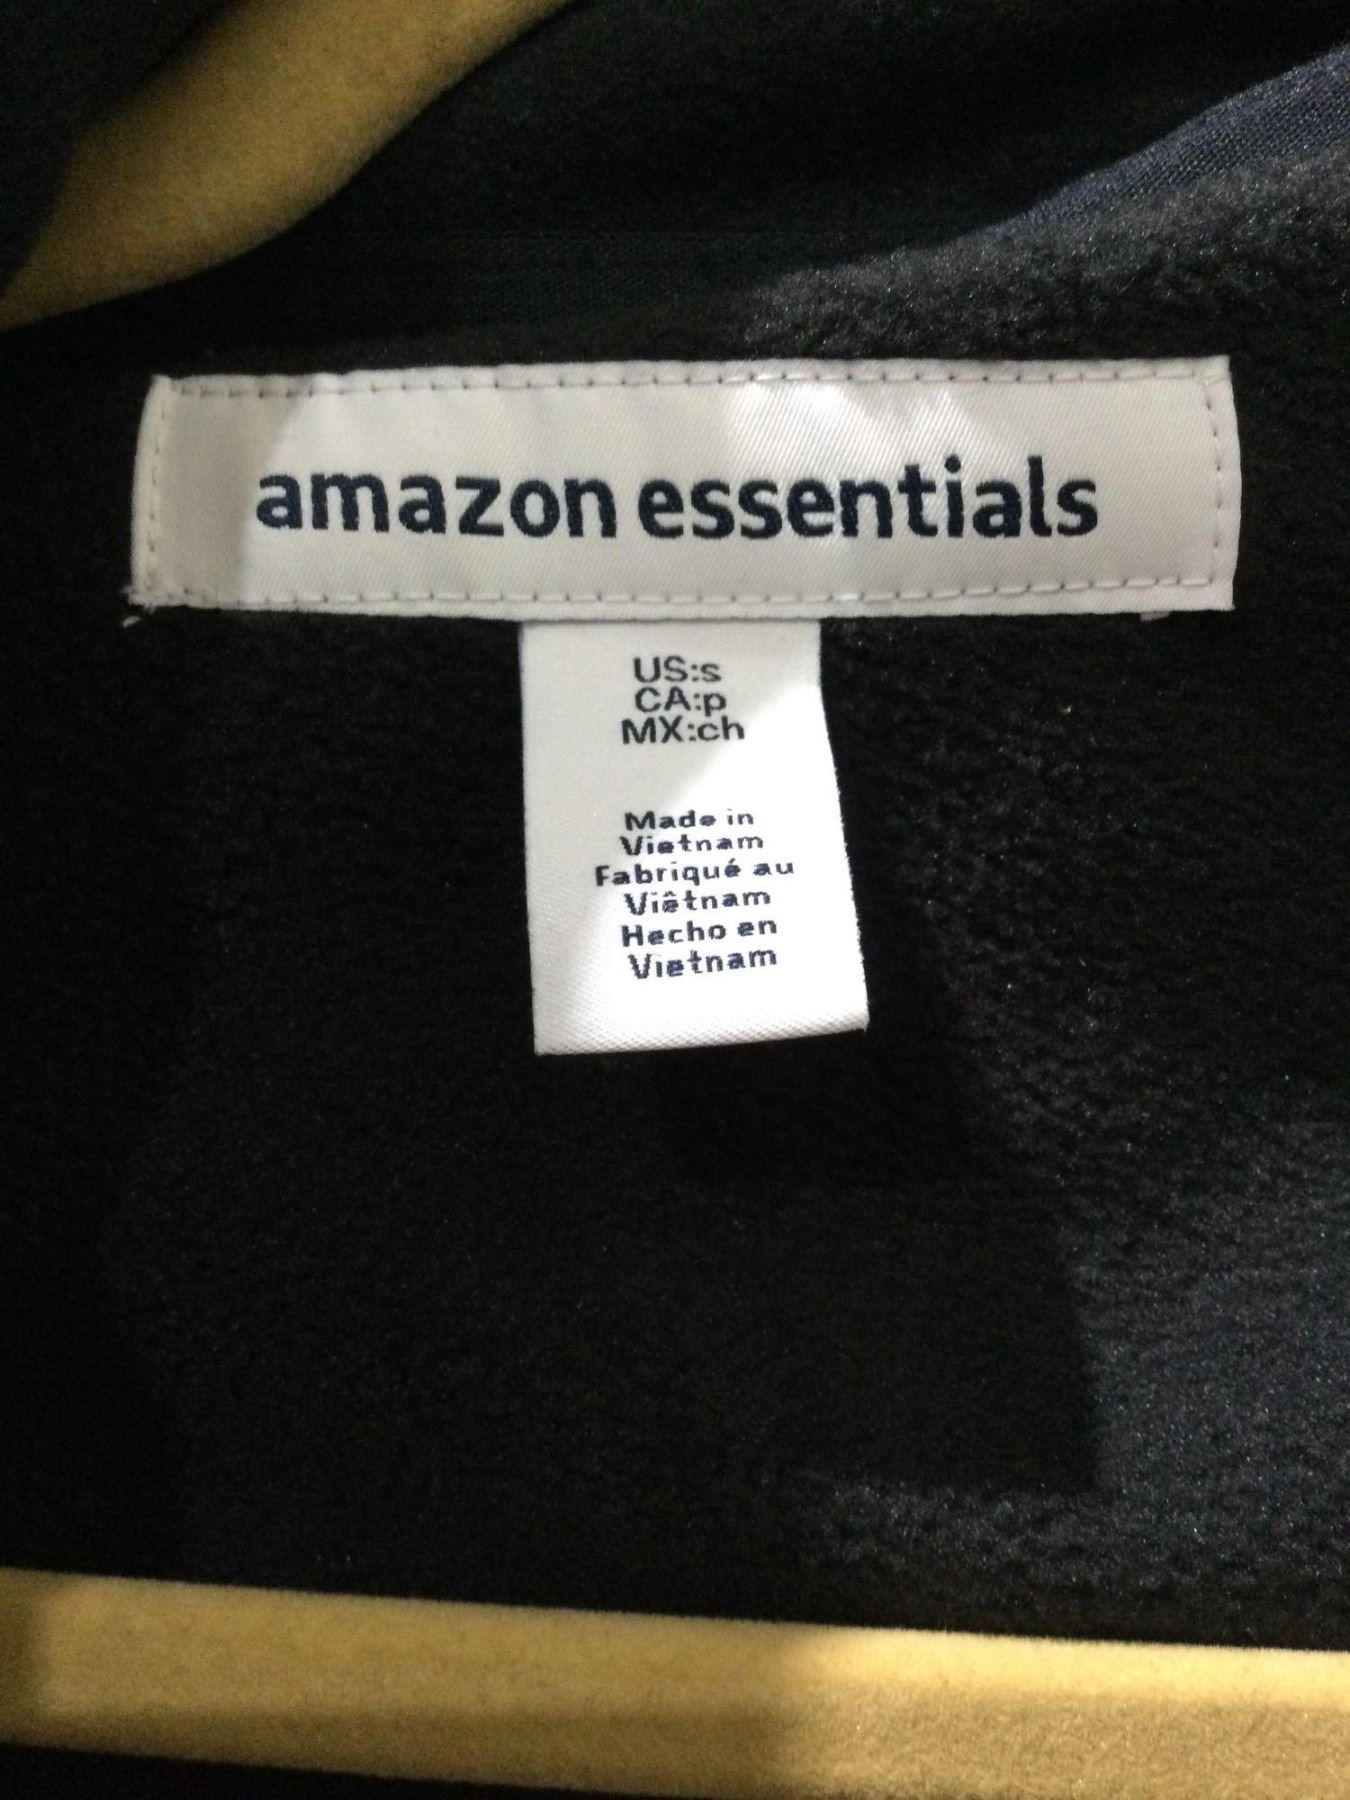 amazon essentials
US:s
CA:p
MX:ch
Made in
Vietnam
Fabriqué au
Viêtnam
Hecho en
Vietnam